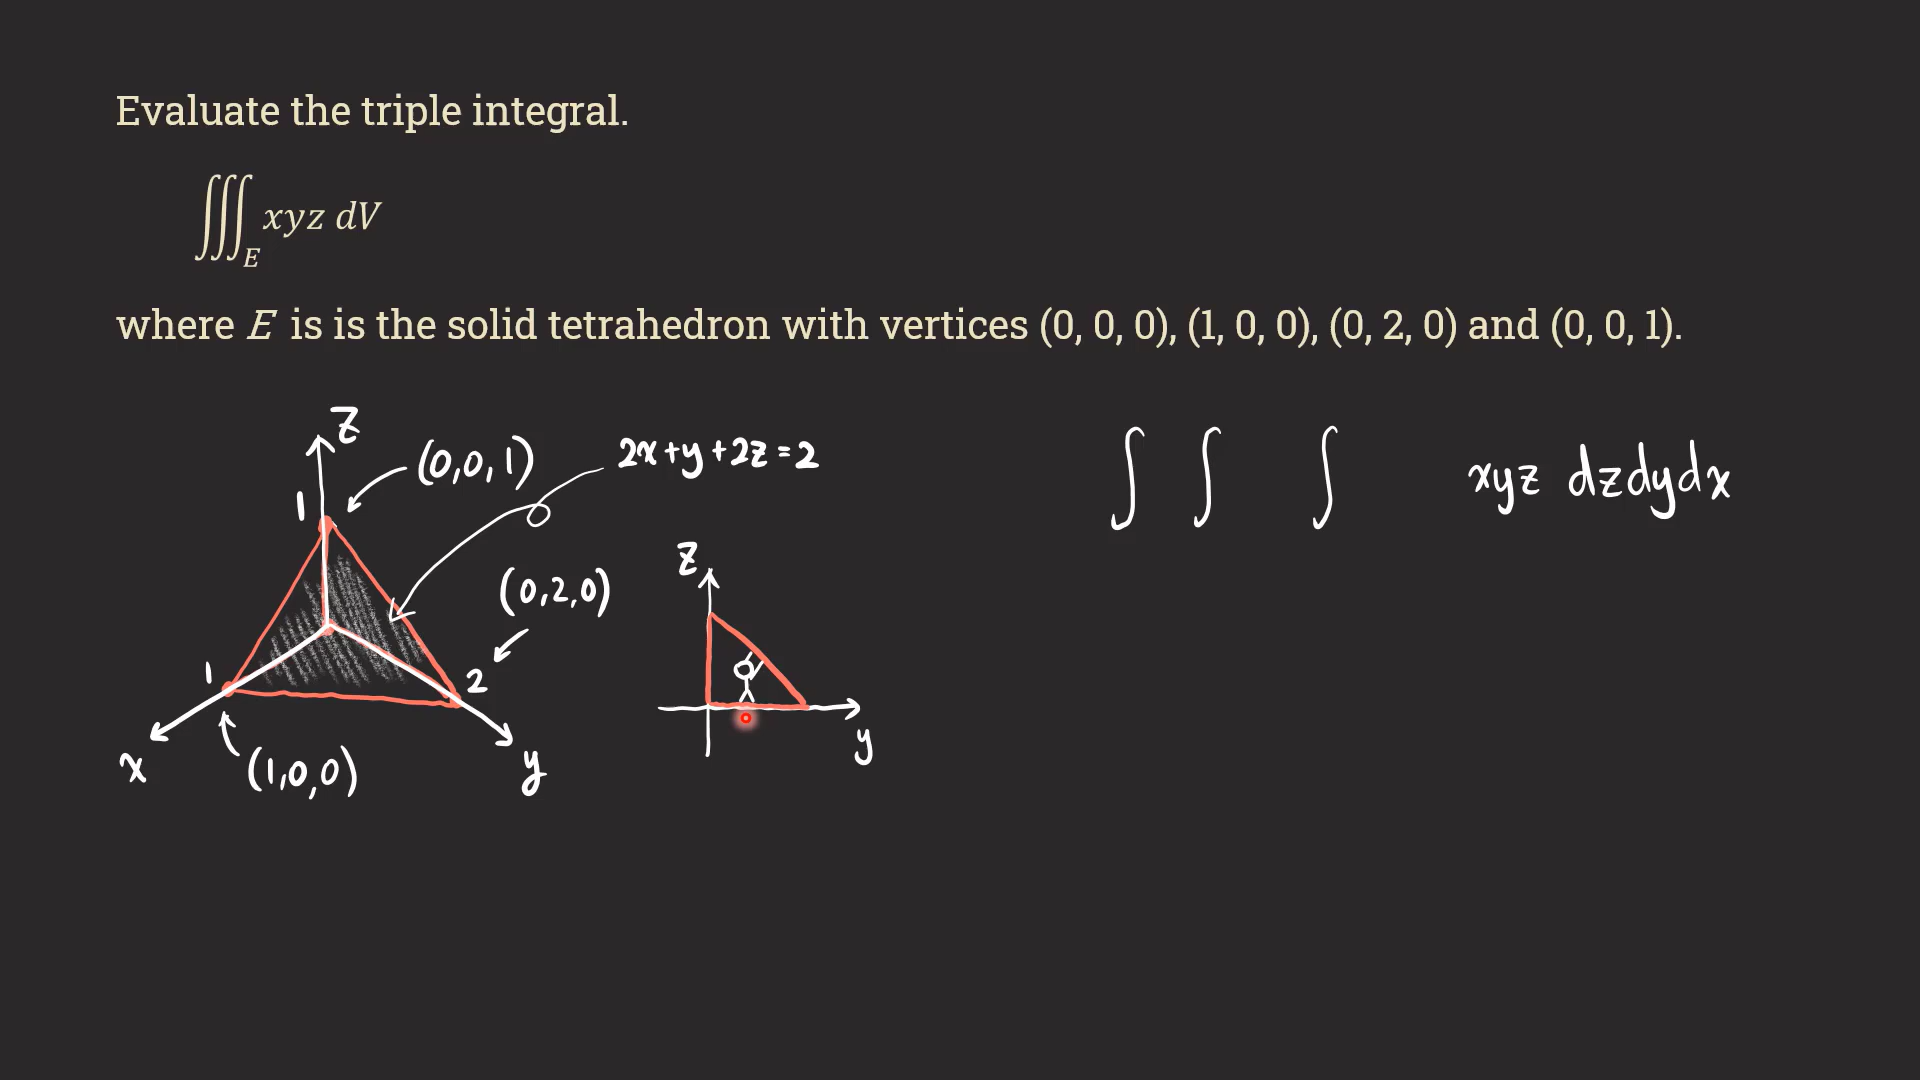 Evaluate the triple integral.
∭_E xyz dV
where E is is the solid tetrahedron with vertices (0, 0, 0), (1, 0, 0), (0, 2, 0) and (0, 0, 1).
z
(0,0,1)
2x+y+2z=2
∫ ∫ ∫ xyz dzdydx
1
z
(0,2,0)
1
2
x
(1,0,0)
y
y